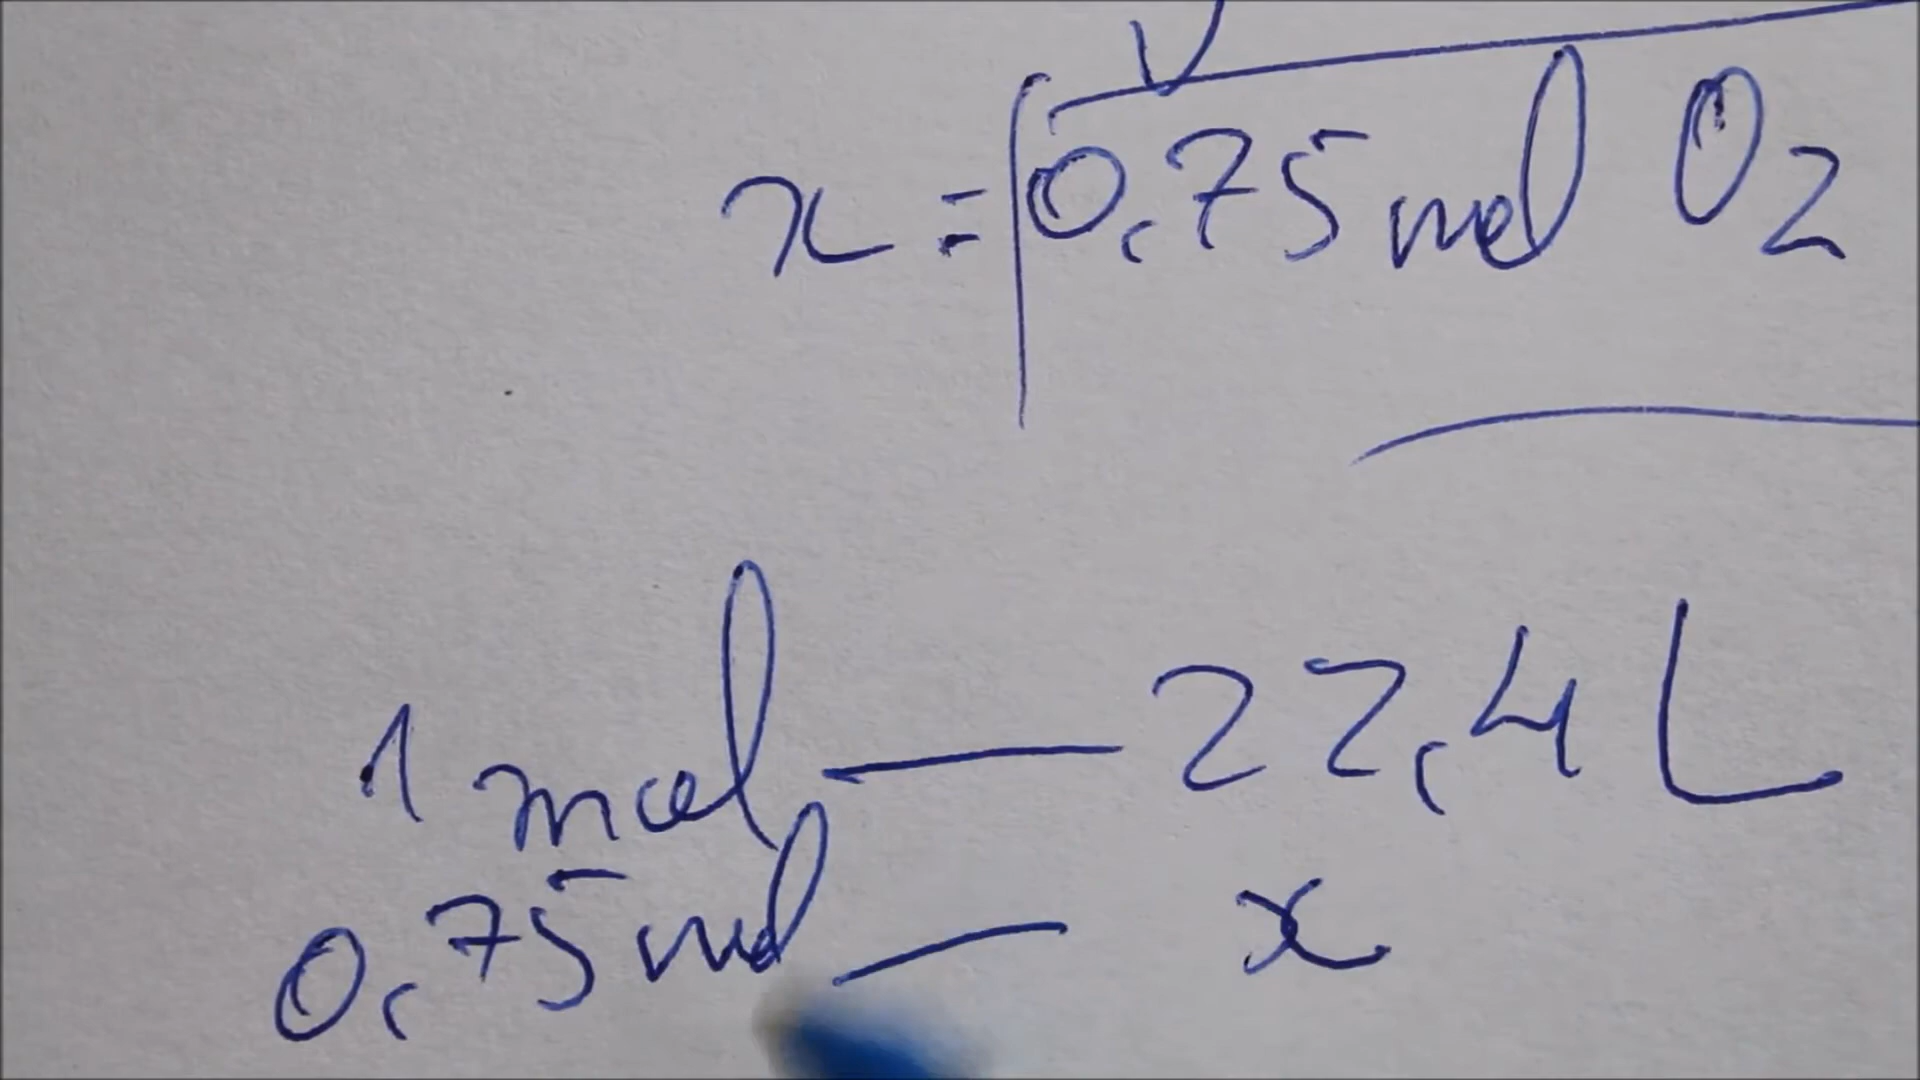 x = 0,75 mol O2
1 mol — 22,4 L
0,75 mol — x